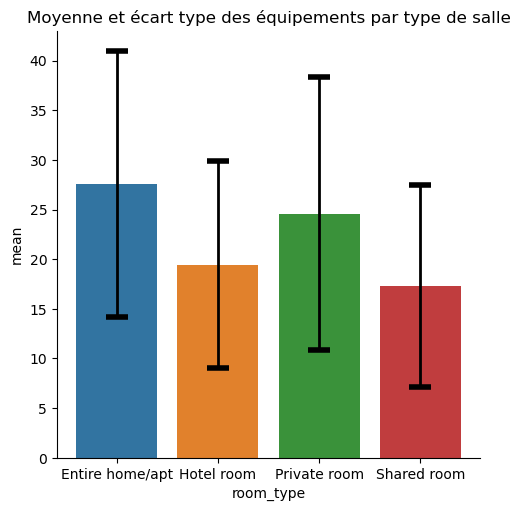 Moyenne et écart type des équipements par type de salle
40
35
30
25
20
15
10
5
0
mean
Entire home/apt Hotel room Private room Shared room
room_type